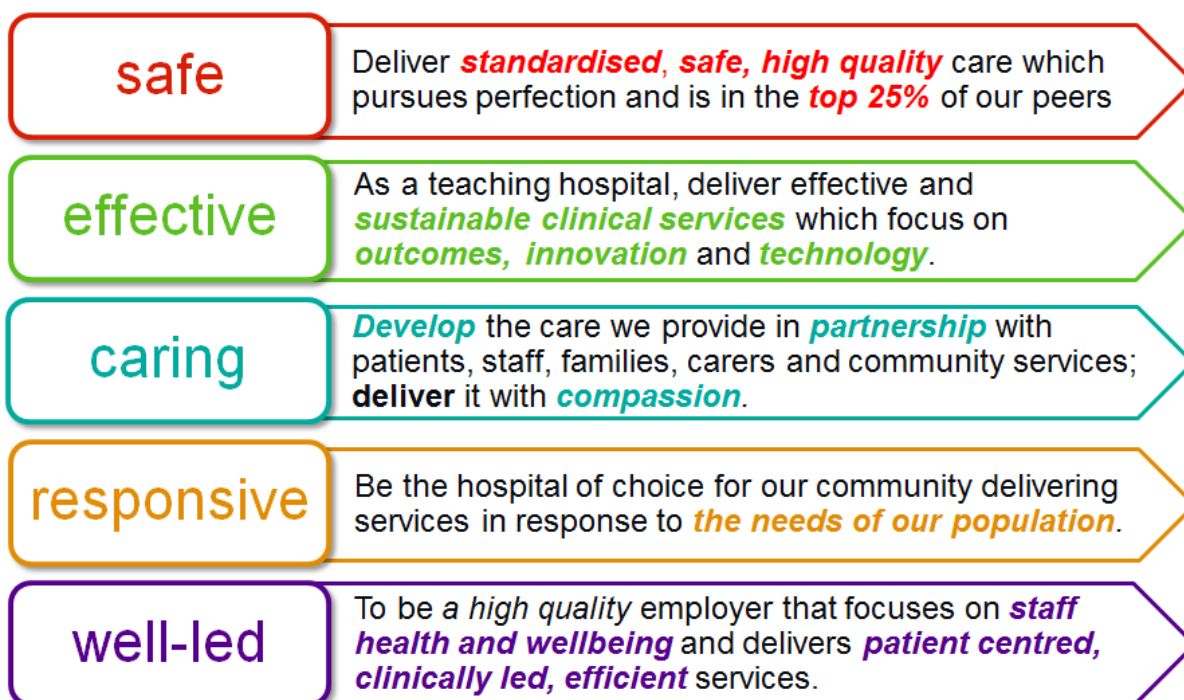 safe
Deliver standardised, safe, high quality care which
pursues perfection and is in the top 25% of our peers
effective
As a teaching hospital, deliver effective and
sustainable clinical services which focus on
outcomes, innovation and technology.
caring
Develop the care we provide in partnership with
patients, staff, families, carers and community services;
deliver it with compassion.
responsive
Be the hospital of choice for our community delivering
services in response to the needs of our population.
well-led
To be a high quality employer that focuses on staff
health and wellbeing and delivers patient centred,
clinically led, efficient services.